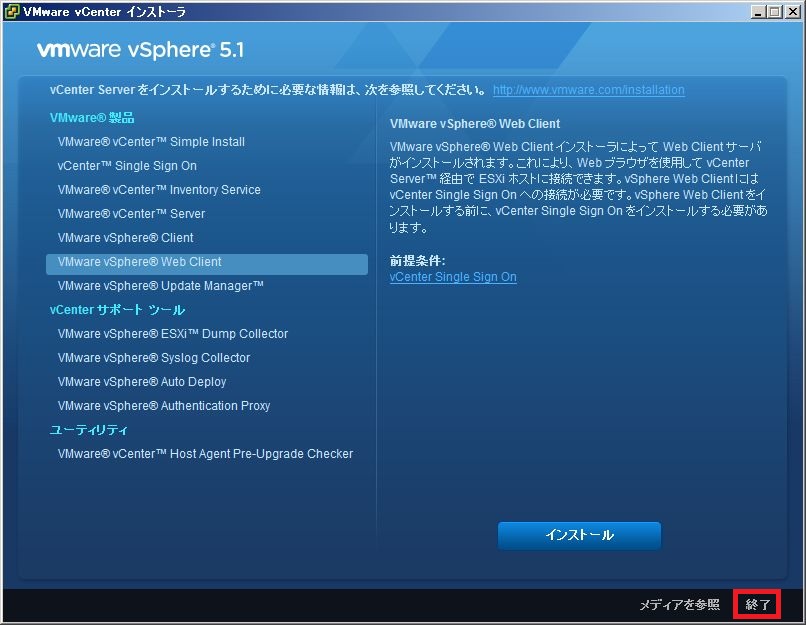 VMware vCenter インストーラ
vmware vSphere® 5.1
vCenter Server をインストールするために必要な情報は、次を参照してください。 http://www.vmware.com/installation
VMware® 製品
VMware® vCenter™ Simple Install
vCenter™ Single Sign On
VMware® vCenter™ Inventory Service
VMware® vCenter™ Server
VMware vSphere® Client
VMware vSphere® Web Client
VMware vSphere® Update Manager™
vCenter サポート ツール
VMware vSphere® ESXi™ Dump Collector
VMware vSphere® Syslog Collector
VMware vSphere® Auto Deploy
VMware vSphere® Authentication Proxy
ユーティリティ
VMware® vCenter™ Host Agent Pre-Upgrade Checker
VMware vSphere® Web Client
VMware vSphere® Web Client インストーラによって Web Client サーバ
がインストールされます。これにより、Web ブラウザを使用して vCenter
Server™ 経由で ESXi ホストに接続できます。vSphere Web Client には
vCenter Single Sign On への接続が必要です。vSphere Web Client をイ
ンストールする前に、vCenter Single Sign On をインストールする必要があ
ります。
前提条件:
vCenter Single Sign On
インストール
メディアを参照
終了